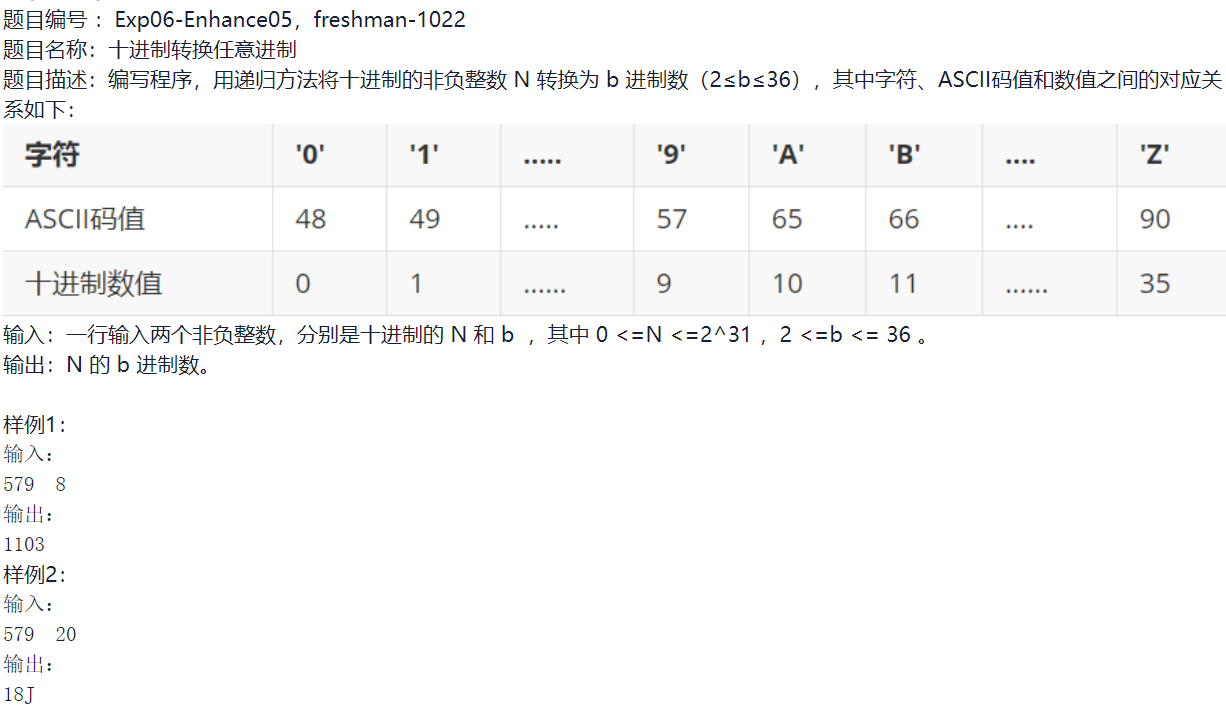 题目编号 ：Exp06-Enhance05，freshman-1022
题目名称：十进制转换任意进制
题目描述：编写程序，用递归方法将十进制的非负整数 N 转换为 b 进制数（2≤b≤36），其中字符、ASCII码值和数值之间的对应关
系如下：
字符 '0' '1' ..... '9' 'A' 'B' .... 'Z'
ASCII码值 48 49 ..... 57 65 66 .... 90
十进制数值 0 1 ...... 9 10 11 ...... 35
输入：一行输入两个非负整数，分别是十进制的 N 和 b ，其中 0 <=N <=2^31 ，2 <=b <= 36 。
输出：N 的 b 进制数。
样例1：
输入：
579  8
输出：
1103
样例2：
输入：
579  20
输出：
18J